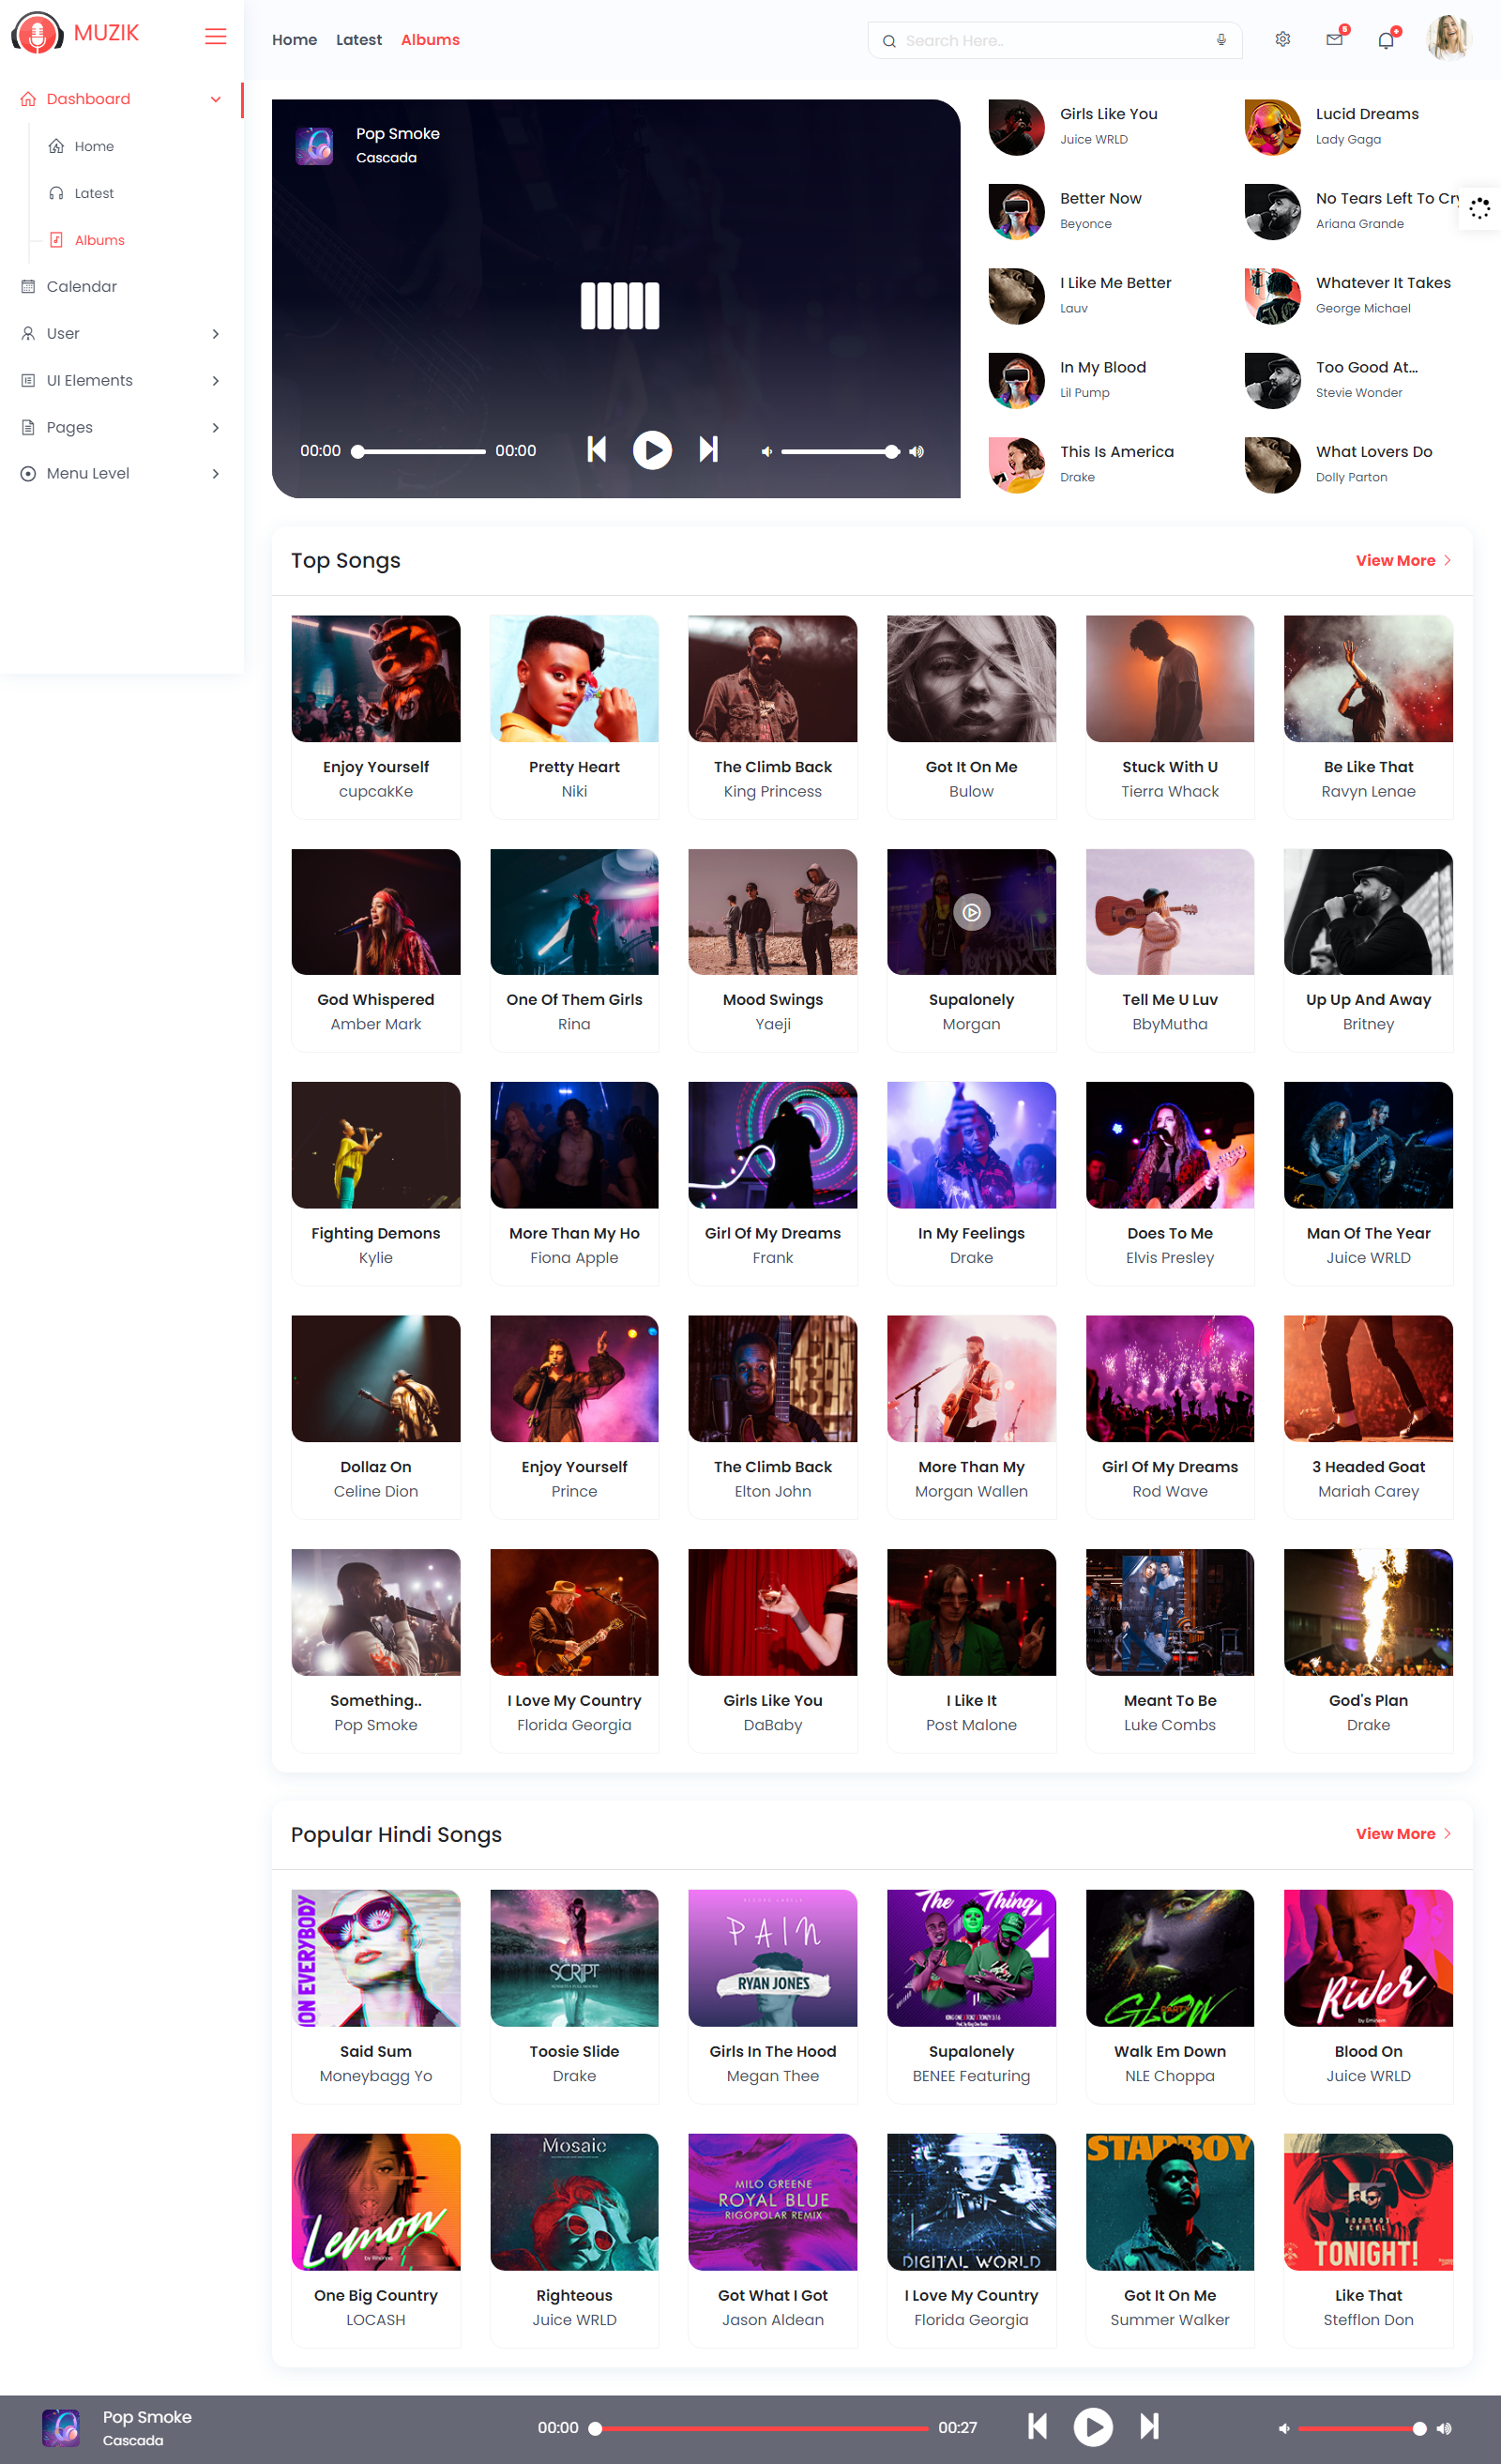 MUZIK
Home
Latest
Albums
Search Here..
6
Dashboard
Home
Latest
Albums
Calendar
User
UI Elements
Pages
Menu Level
Pop Smoke
Cascada
00:00
00:00
Girls Like You
Juice WRLD
Lucid Dreams
Lady Gaga
Better Now
Beyonce
No Tears Left To Cry
Ariana Grande
I Like Me Better
Lauv
Whatever It Takes
George Michael
In My Blood
Lil Pump
Too Good At...
Stevie Wonder
This Is America
Drake
What Lovers Do
Dolly Parton
Top Songs
View More
Enjoy Yourself
cupcakKe
Pretty Heart
Niki
The Climb Back
King Princess
Got It On Me
Bulow
Stuck With U
Tierra Whack
Be Like That
Ravyn Lenae
God Whispered
Amber Mark
One Of Them Girls
Rina
Mood Swings
Yaeji
Supalonely
Morgan
Tell Me U Luv
BbyMutha
Up Up And Away
Britney
Fighting Demons
Kylie
More Than My Ho
Fiona Apple
Girl Of My Dreams
Frank
In My Feelings
Drake
Does To Me
Elvis Presley
Man Of The Year
Juice WRLD
Dollaz On
Celine Dion
Enjoy Yourself
Prince
The Climb Back
Elton John
More Than My
Morgan Wallen
Girl Of My Dreams
Rod Wave
3 Headed Goat
Mariah Carey
Something..
Pop Smoke
I Love My Country
Florida Georgia
Girls Like You
DaBaby
I Like It
Post Malone
Meant To Be
Luke Combs
God's Plan
Drake
Popular Hindi Songs
View More
ION EVERYBODY
Said Sum
Moneybagg Yo
SCRIPT
Toosie Slide
Drake
PAIN
RYAN JONES
Girls In The Hood
Megan Thee
The Thing
Supalonely
BENEE Featuring
GLOW
PARTY
Walk Em Down
NLE Choppa
River
by Eminem
Blood On
Juice WRLD
Lemon
by Rihanna
One Big Country
LOCASH
Mosaic
Righteous
Juice WRLD
MILO GREENE
ROYAL BLUE
RIGOPOLAR REMIX
Got What I Got
Jason Aldean
DIGITAL WORLD
I Love My Country
Florida Georgia
STARBOY
Got It On Me
Summer Walker
BOOMBOX
CARTEL
TONIGHT!
Like That
Stefflon Don
Pop Smoke
Cascada
00:00
00:27